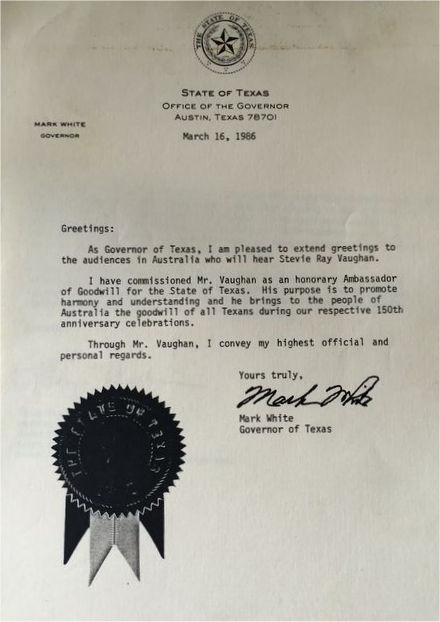 THE STATE OF TEXAS
STATE OF TEXAS
OFFICE OF THE GOVERNOR
AUSTIN, TEXAS 78701
MARK WHITE
GOVERNOR
March 16, 1986
Greetings:
As Governor of Texas, I am pleased to extend greetings to
the audiences in Australia who will hear Stevie Ray Vaughan.
I have commissioned Mr. Vaughan as an honorary Ambassador
of Goodwill for the State of Texas. His purpose is to promote
harmony and understanding and he brings to the people of
Australia the goodwill of all Texans during our respective 150th
anniversary celebrations.
Through Mr. Vaughan, I convey my highest official and
personal regards.
Yours truly,
Mark White
Mark White
Governor of Texas
THE STATE OF TEXAS